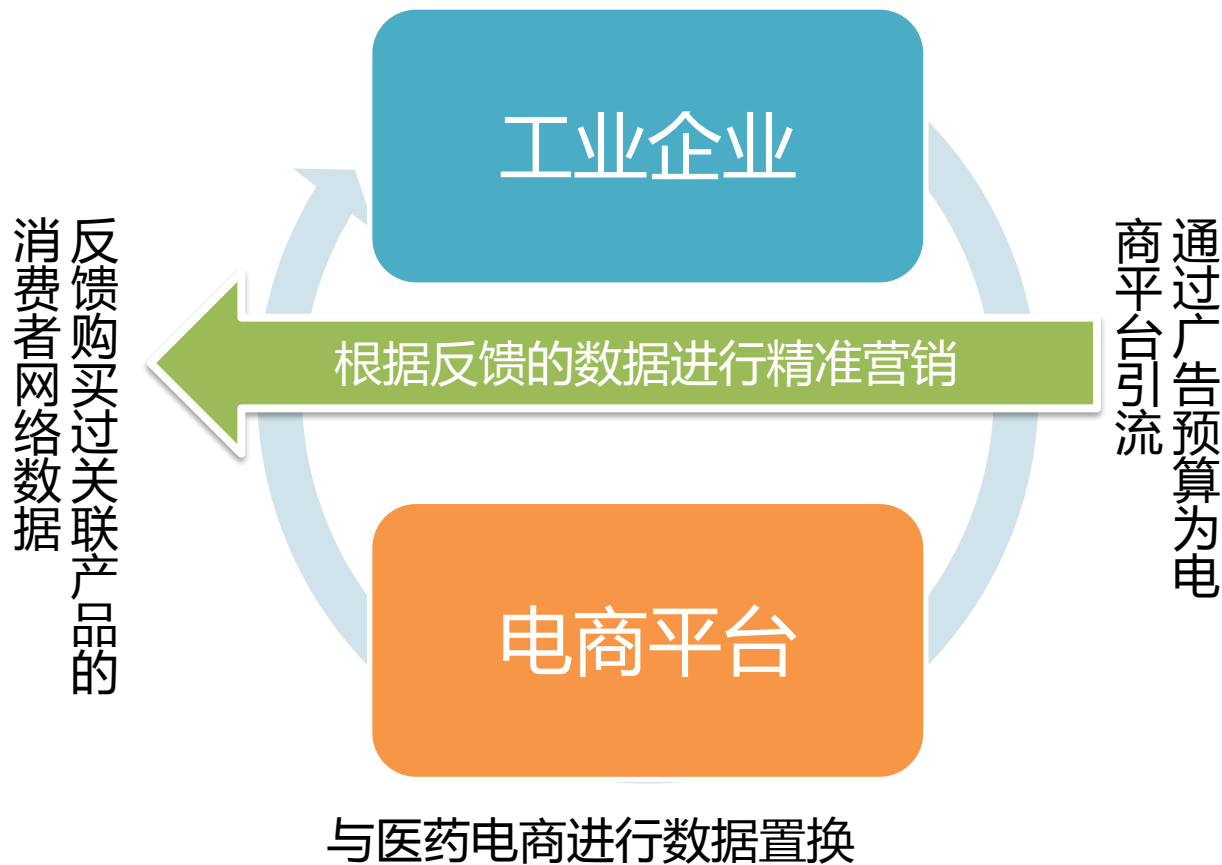 工业企业
通过广告预算为电
商平台引流
根据反馈的数据进行精准营销
反馈购买过关联产品的
消费者网络数据
电商平台
与医药电商进行数据置换